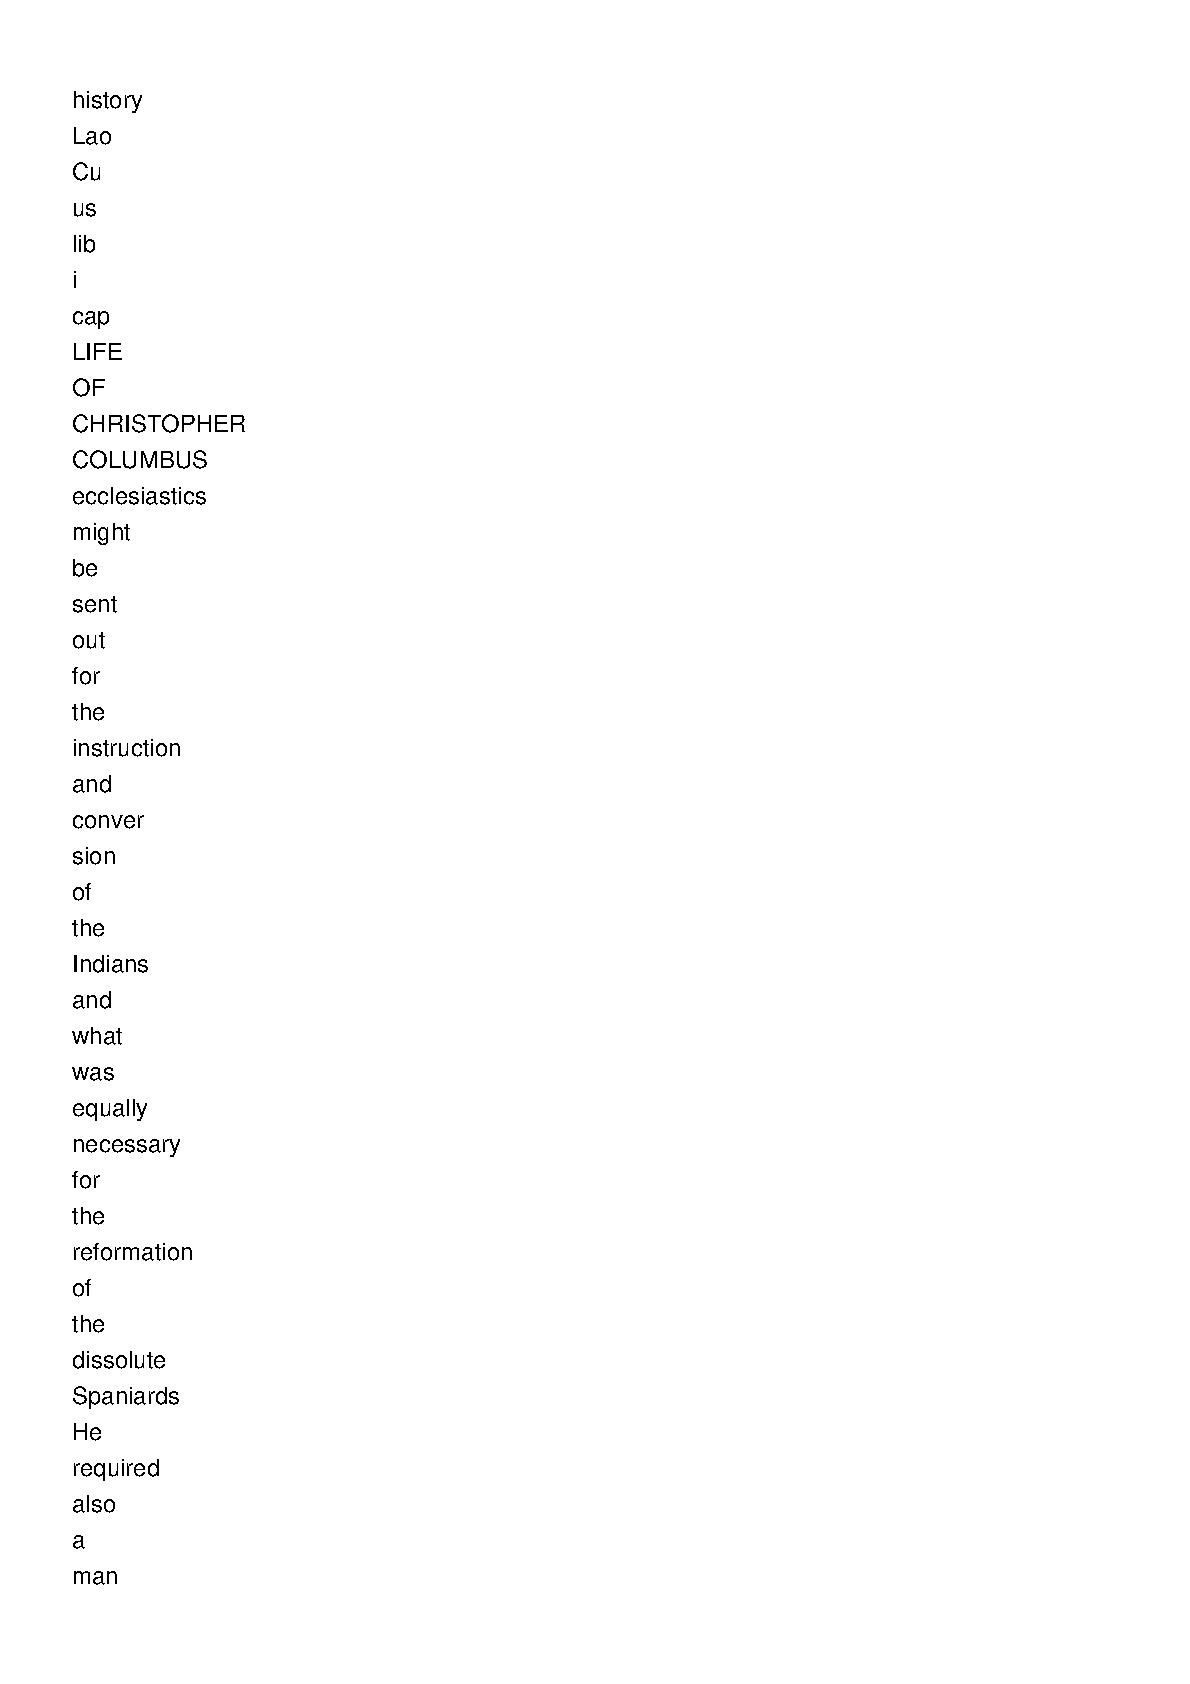 history
Lao
Cu
us
lib
i
cap
LIFE
OF
CHRISTOPHER
COLUMBUS
ecclesiastics
might
be
sent
out
for
the
instruction
and
conver
sion
of
the
Indians
and
what
was
equally
necessary
for
the
reformation
of
the
dissolute
Spaniards
He
required
also
a
man